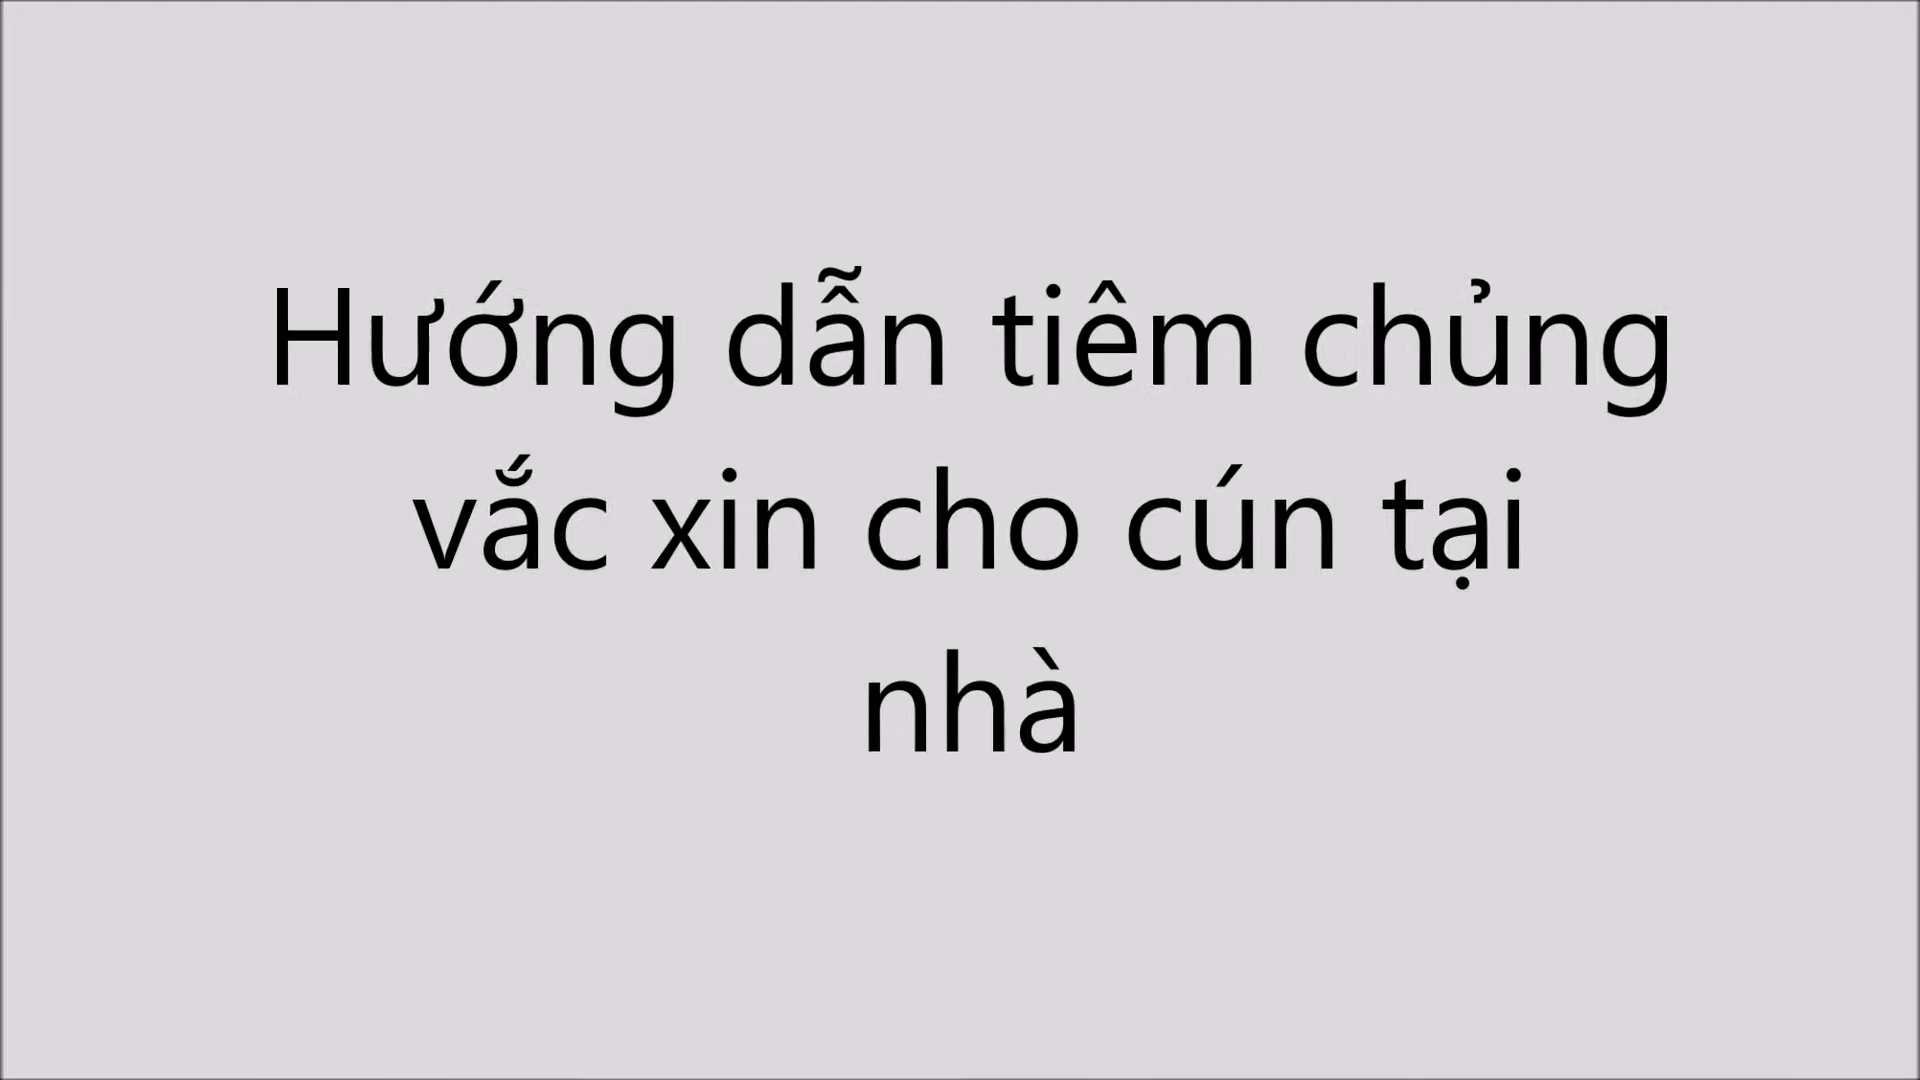 Hướng dẫn tiêm chủng
vắc xin cho cún tại
nhà